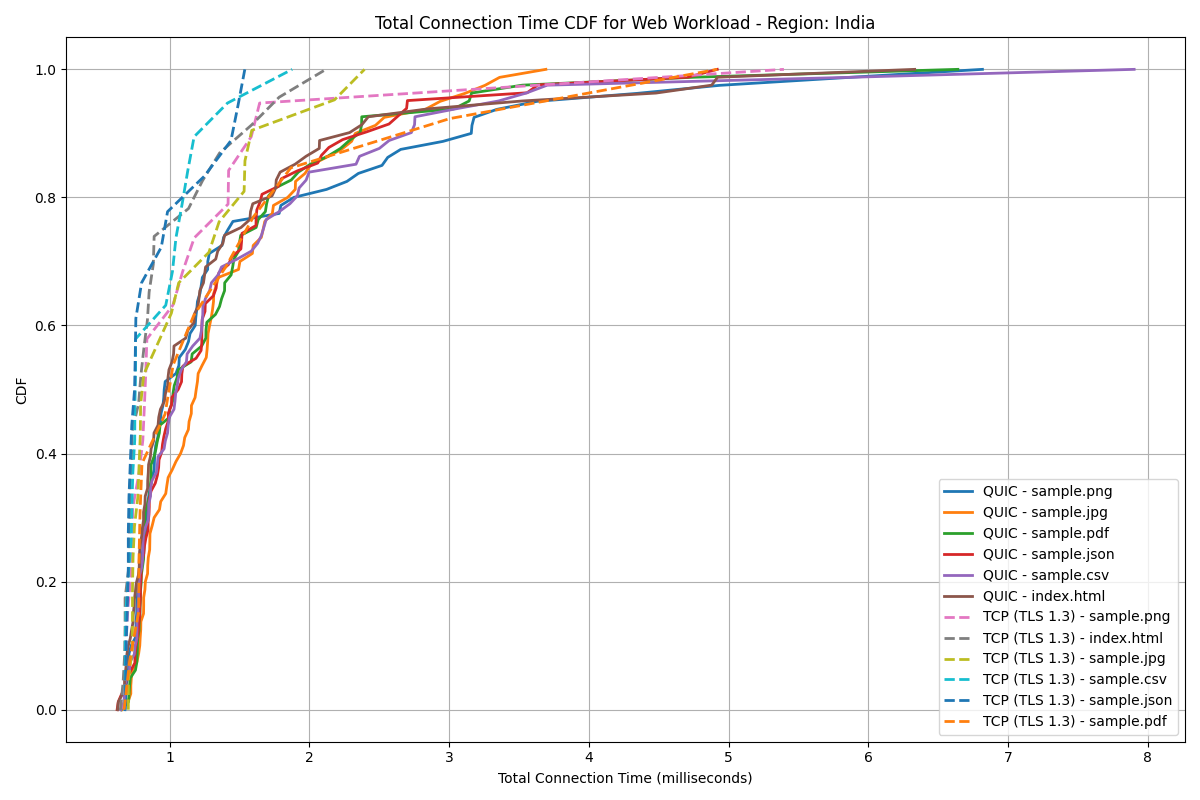 Total Connection Time CDF for Web Workload - Region: India
CDF
1.0
0.8
0.6
0.4
0.2
0.0
1 2 3 4 5 6 7 8
Total Connection Time (milliseconds)
QUIC - sample.png
QUIC - sample.jpg
QUIC - sample.pdf
QUIC - sample.json
QUIC - sample.csv
QUIC - index.html
TCP (TLS 1.3) - sample.png
TCP (TLS 1.3) - index.html
TCP (TLS 1.3) - sample.jpg
TCP (TLS 1.3) - sample.csv
TCP (TLS 1.3) - sample.json
TCP (TLS 1.3) - sample.pdf